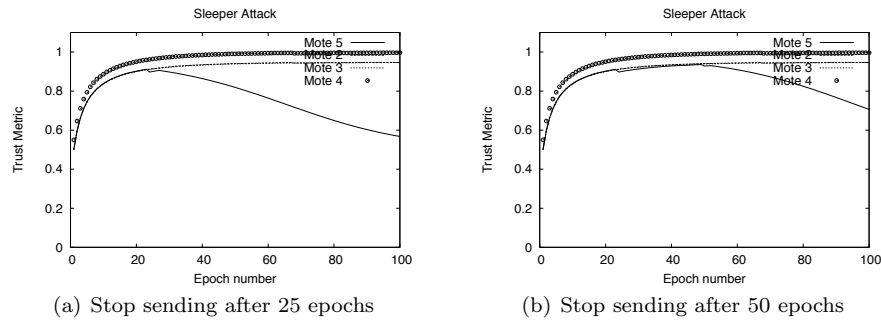 Sleeper Attack
Mote 5
Mote 2
Mote 3
Mote 4
1
0.8
0.6
0.4
0.2
0
Trust Metric
0 20 40 60 80 100
Epoch number
(a) Stop sending after 25 epochs
Sleeper Attack
Mote 5
Mote 2
Mote 3
Mote 4
1
0.8
0.6
0.4
0.2
0
Trust Metric
0 20 40 60 80 100
Epoch number
(b) Stop sending after 50 epochs